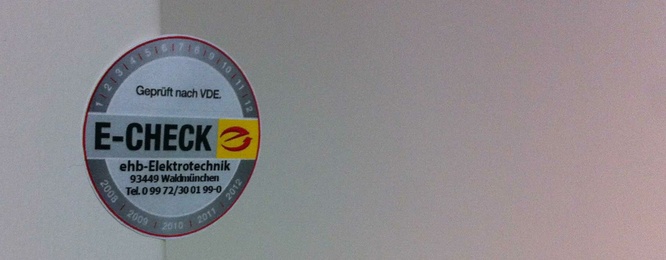 1 | 2 | 3 | 4 | 5 | 6 | 7 | 8 | 9 | 10 | 11 | 12
Geprüft nach VDE.
E-CHECK
ehb-Elektrotechnik
93449 Waldmünchen
Tel. 0 99 72/30 01 99-0
2008 | 2009 | 2010 | 2011 | 2012